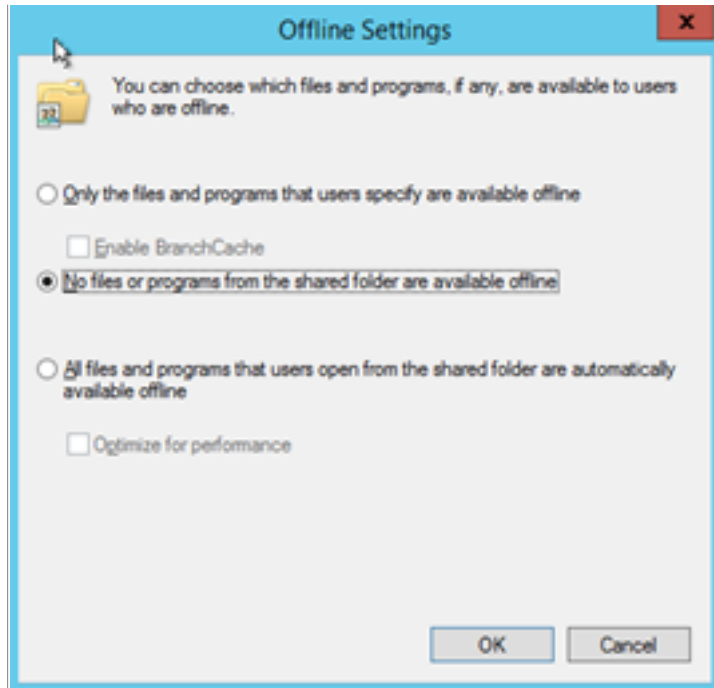 Offline Settings
x
You can choose which files and programs, if any, are available to users
who are offline.
Only the files and programs that users specify are available offline
Enable BranchCache
No files or programs from the shared folder are available offline
All files and programs that users open from the shared folder are automatically
available offline
Optimize for performance
OK
Cancel